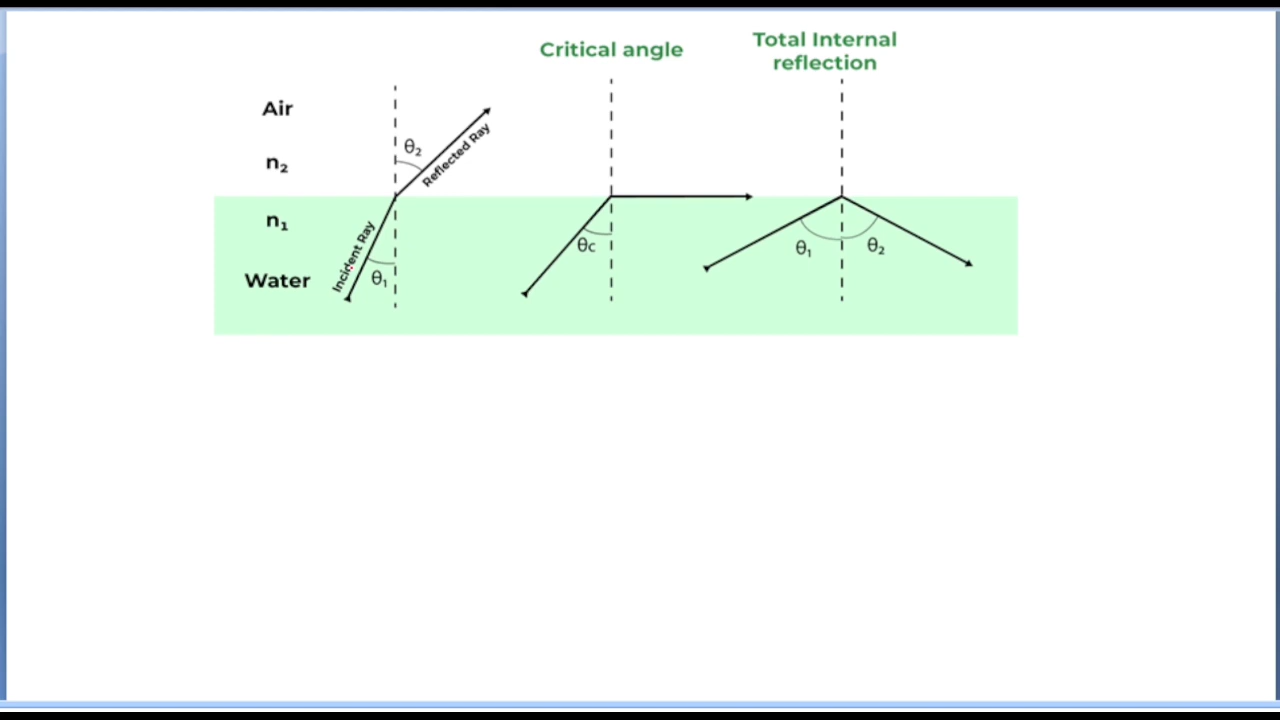 Critical angle
Total Internal
reflection
Air
n₂
n₁
Water
θ₂
Reflected Ray
Incident Ray
θ₁
θc
θ₁
θ₂